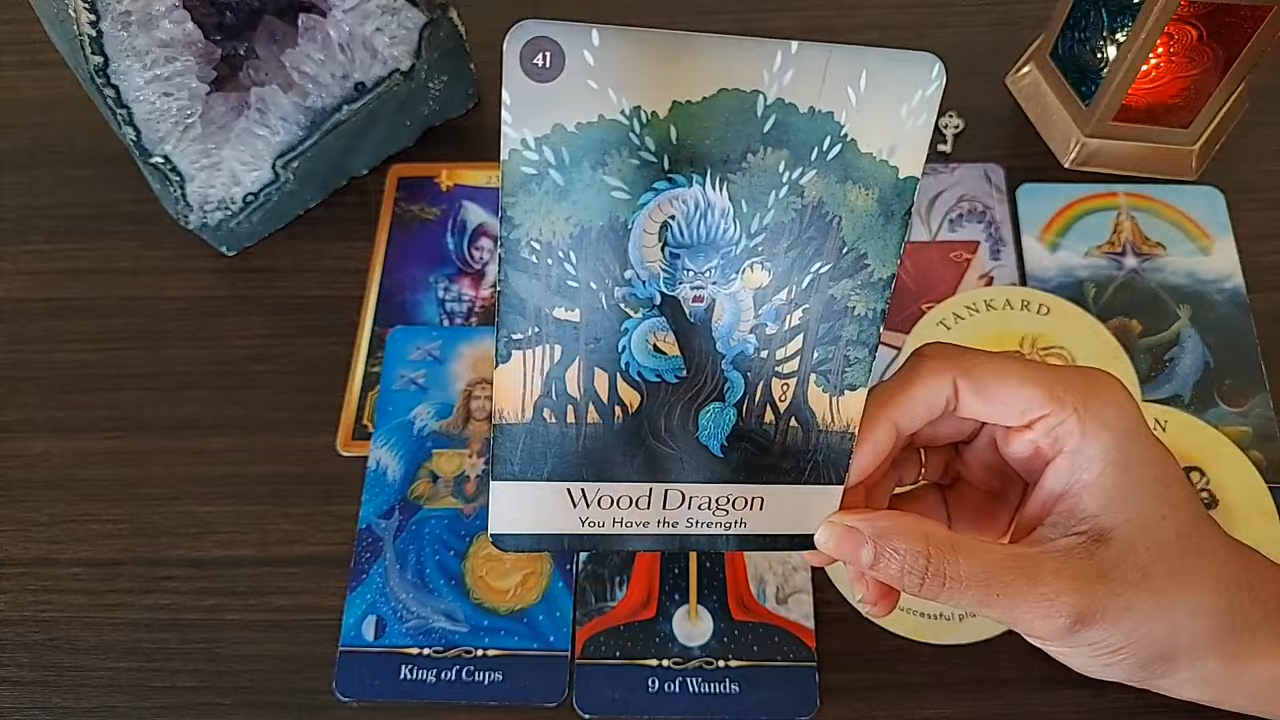 41
Wood Dragon
You Have the Strength
TANKARD
King of Cups
9 of Wands